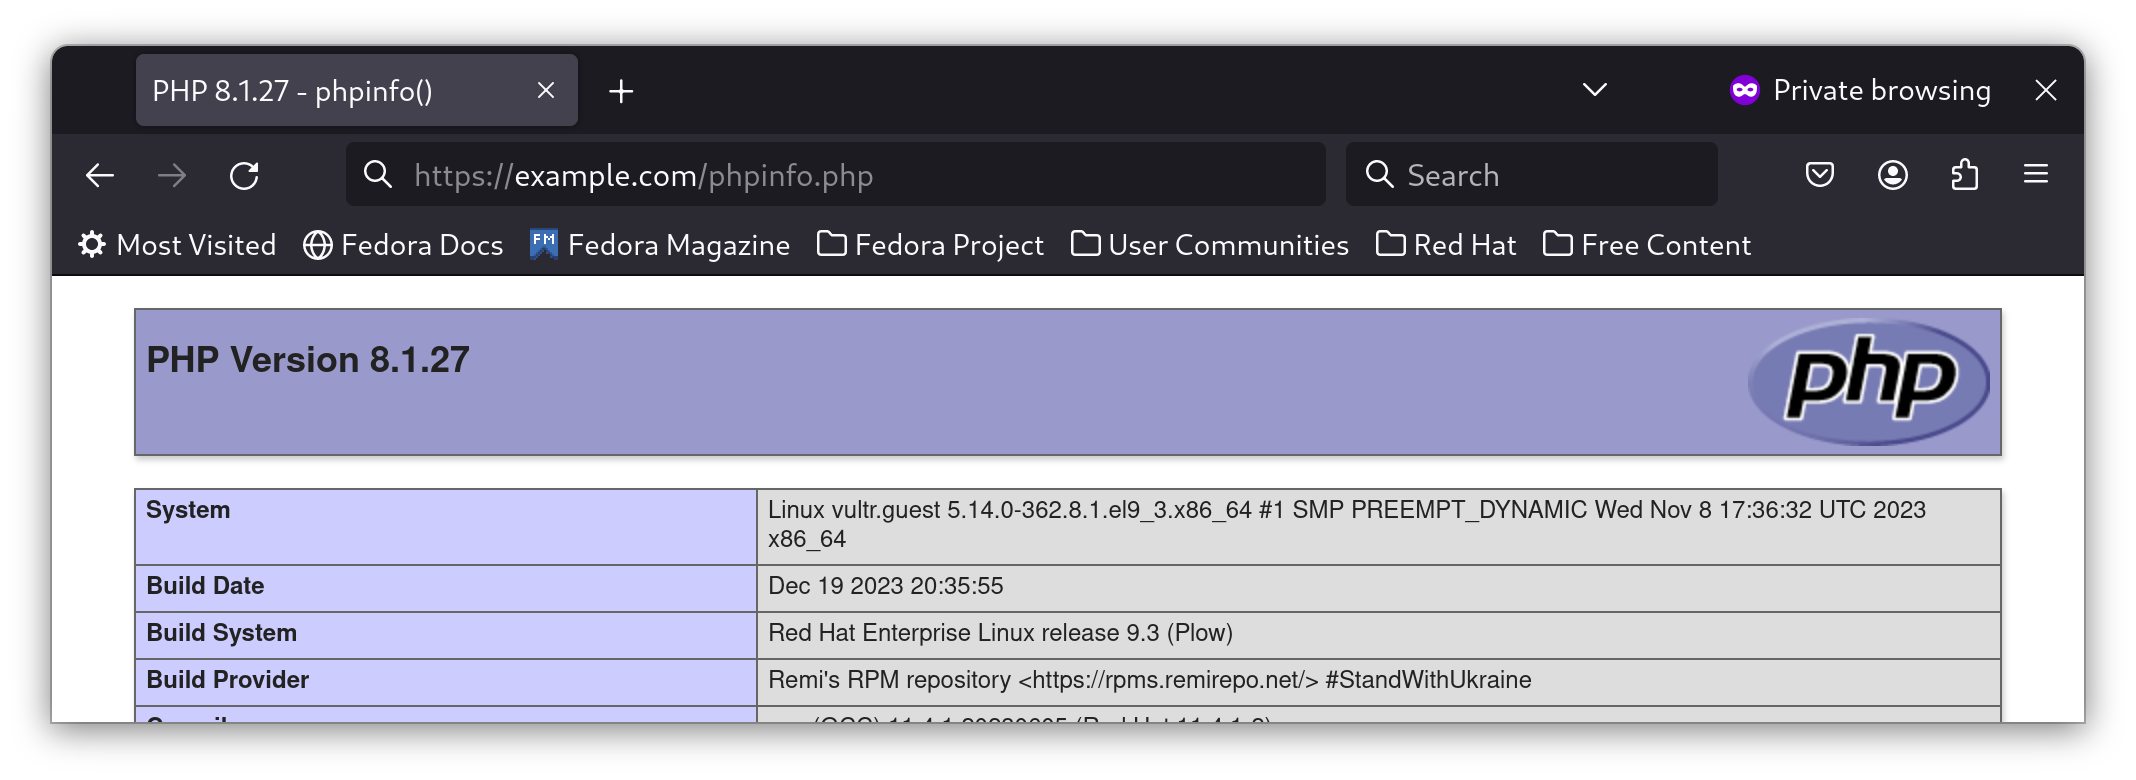 PHP 8.1.27 - phpinfo()
Private browsing
https://example.com/phpinfo.php
Search
Most Visited
Fedora Docs
FM
Fedora Magazine
Fedora Project
User Communities
Red Hat
Free Content
PHP Version 8.1.27
php
System
Linux vultr.guest 5.14.0-362.8.1.el9_3.x86_64 #1 SMP PREEMPT_DYNAMIC Wed Nov 8 17:36:32 UTC 2023
x86_64
Build Date
Dec 19 2023 20:35:55
Build System
Red Hat Enterprise Linux release 9.3 (Plow)
Build Provider
Remi's RPM repository <https://rpms.remirepo.net/> #StandWithUkraine